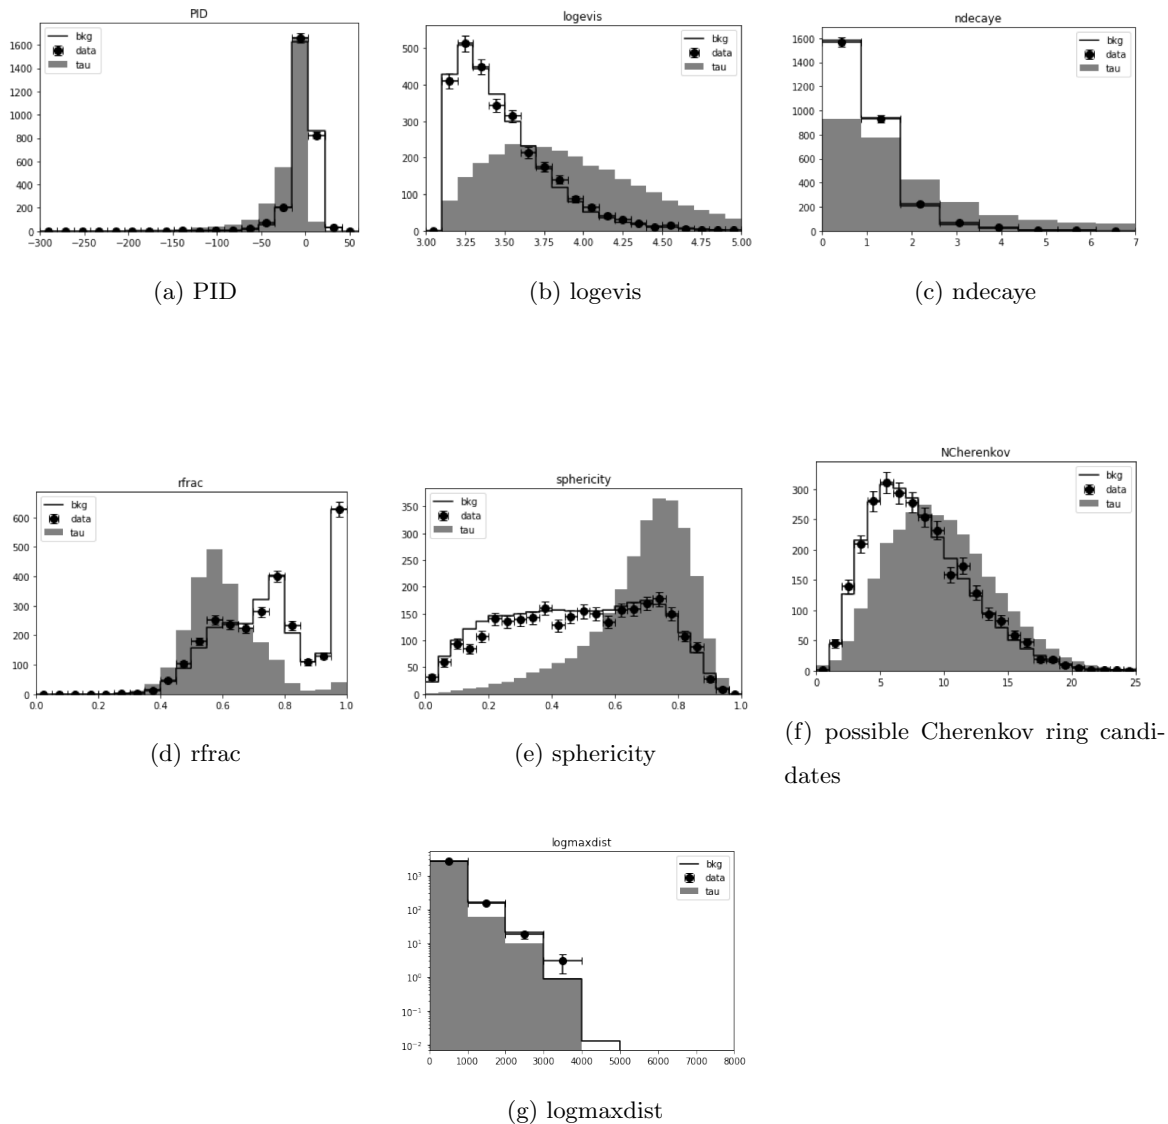 PID
bkg
data
tau
1600
1400
1200
1000
800
600
400
200
0
−300 −250 −200 −150 −100 −50 0 50
(a) PID
logevis
bkg
data
tau
500
400
300
200
100
0
3.00 3.25 3.50 3.75 4.00 4.25 4.50 4.75 5.00
(b) logevis
ndecaye
bkg
data
tau
1600
1400
1200
1000
800
600
400
200
0
0 1 2 3 4 5 6 7
(c) ndecaye
rfrac
bkg
data
tau
600
500
400
300
200
100
0
0.0 0.2 0.4 0.6 0.8 1.0
(d) rfrac
sphericity
bkg
data
tau
350
300
250
200
150
100
50
0
0.0 0.2 0.4 0.6 0.8 1.0
(e) sphericity
NCherenkov
bkg
data
tau
300
250
200
150
100
50
0
0 5 10 15 20 25
(f) possible Cherenkov ring candi-
dates
logmaxdist
bkg
data
tau
10³
10²
10¹
10⁰
10⁻¹
10⁻²
0 1000 2000 3000 4000 5000 6000 7000 8000
(g) logmaxdist